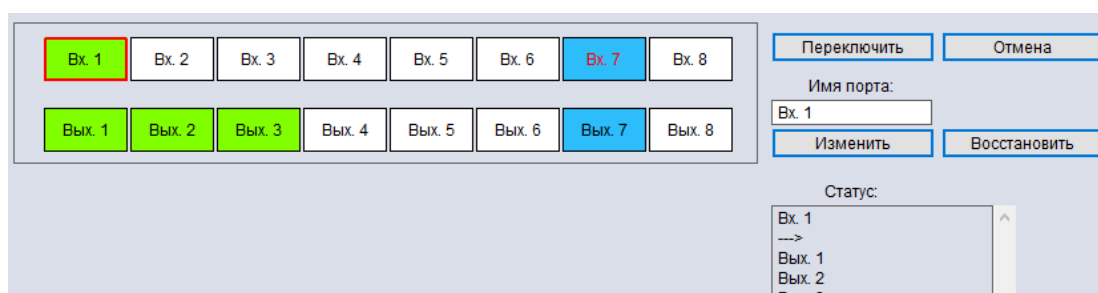 Вх. 1 Вх. 2 Вх. 3 Вх. 4 Вх. 5 Вх. 6 Вх. 7 Вх. 8
Вых. 1 Вых. 2 Вых. 3 Вых. 4 Вых. 5 Вых. 6 Вых. 7 Вых. 8
Переключить Отмена
Имя порта:
Вх. 1
Изменить Восстановить
Статус:
Вх. 1
--->
Вых. 1
Вых. 2